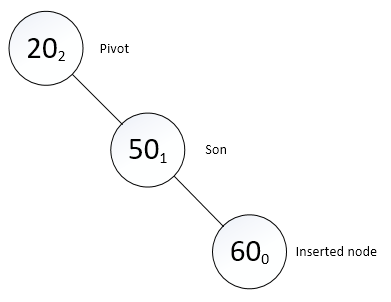 20₂ Pivot
50₁ Son
60₀ Inserted node